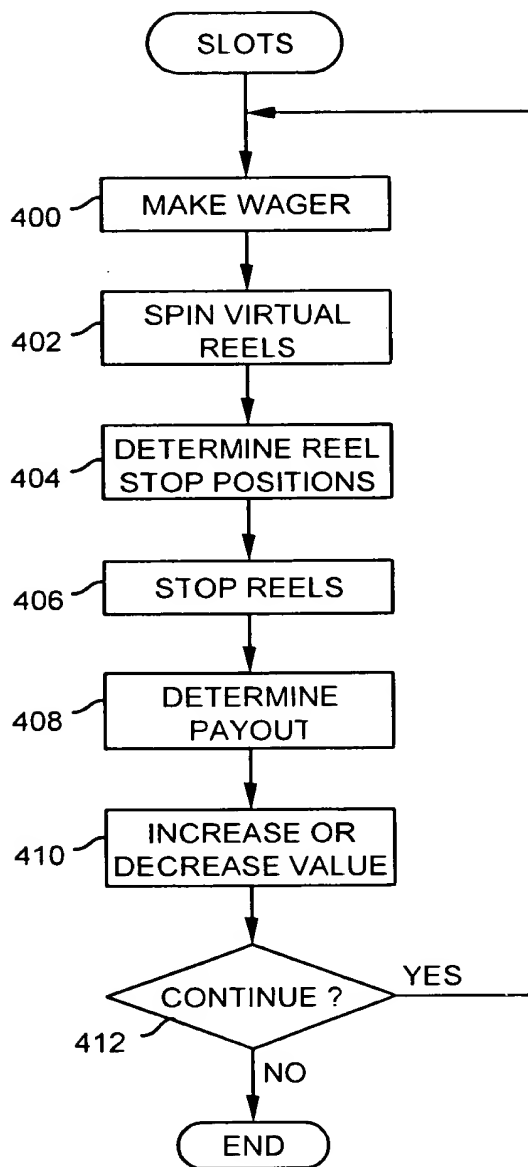 SLOTS
400
MAKE WAGER
402
SPIN VIRTUAL
REELS
404
DETERMINE REEL
STOP POSITIONS
406
STOP REELS
408
DETERMINE
PAYOUT
410
INCREASE OR
DECREASE VALUE
CONTINUE ?
YES
412
NO
END